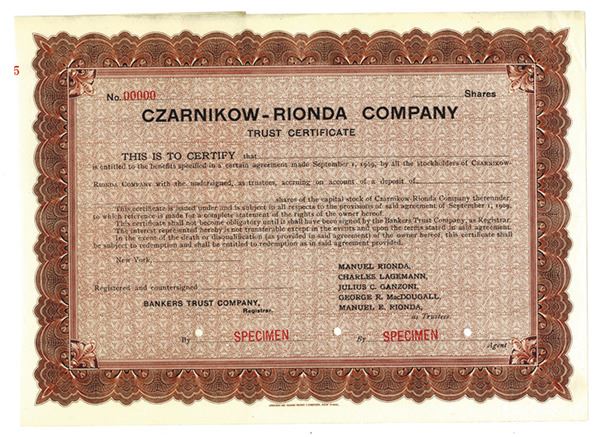 5
No. 00000 Shares
CZARNIKOW-RIONDA COMPANY
TRUST CERTIFICATE
THIS IS TO CERTIFY that
is entitled to the benefits specified in a certain agreement made September 1, 1909, by all the stockholders of CZARNIKOW-
RIONDA COMPANY with the undersigned, as trustees, accruing on account of a deposit of
shares of the capital stock of Czarnikow-Rionda Company thereunder.
This certificate is issued under and is subject in all respects to the provisions of said agreement of September 1, 1909,
to which reference is made for a complete statement of the rights of the owner hereof.
This certificate shall not become obligatory until it shall have been signed by the Bankers Trust Company, as Registrar.
The interest represented hereby is not transferable except in the events and upon the terms stated in said agreement.
In the event of the death or disqualification (as provided in said agreement) of the owner hereof, this certificate shall
be subject to redemption and shall be entitled to redemption as in said agreement provided.
New York,
MANUEL RIONDA,
CHARLES LAGEMANN,
Registered and countersigned JULIUS C. GANZONI,
GEORGE R. MacDOUGALL,
BANKERS TRUST COMPANY, MANUEL E. RIONDA,
Registrar.
as Trustees.
By SPECIMEN By SPECIMEN Agent